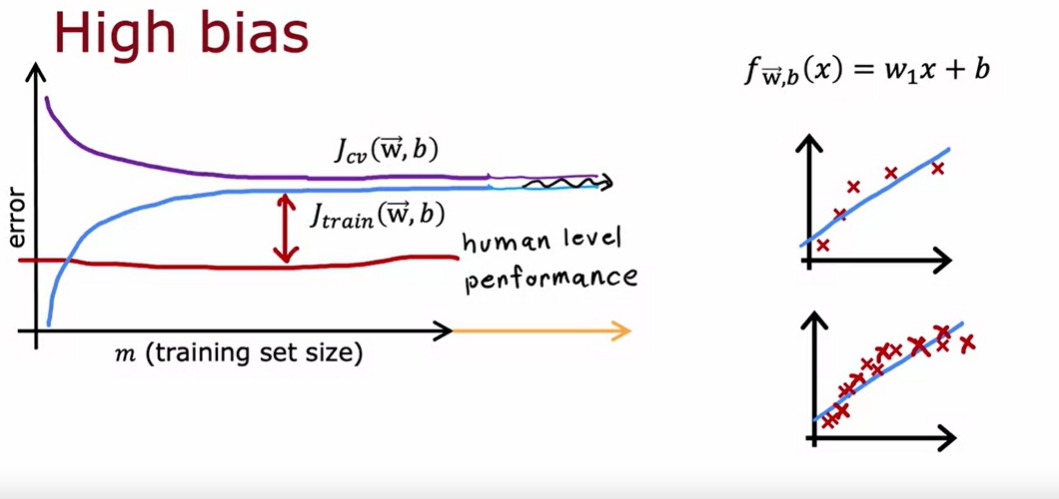 High bias
f_{\vec{w},b}(x) = w_1x + b
J_{cv}(\vec{w}, b)
error
J_{train}(\vec{w}, b)
human level
performance
m (training set size)